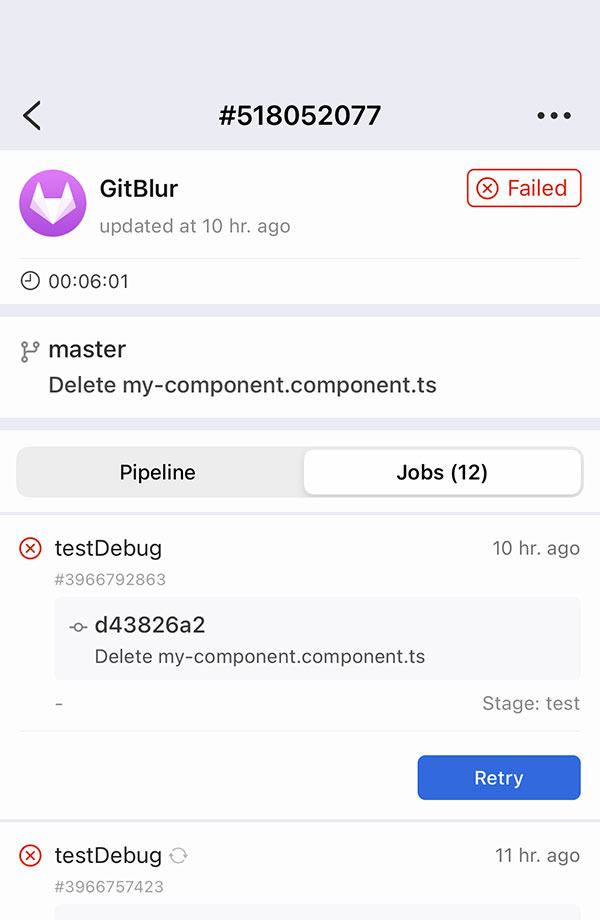 #518052077
GitBlur
Failed
updated at 10 hr. ago
00:06:01
master
Delete my-component.component.ts
Pipeline
Jobs (12)
testDebug
10 hr. ago
#3966792863
d43826a2
Delete my-component.component.ts
-
Stage: test
Retry
testDebug
11 hr. ago
#3966757423